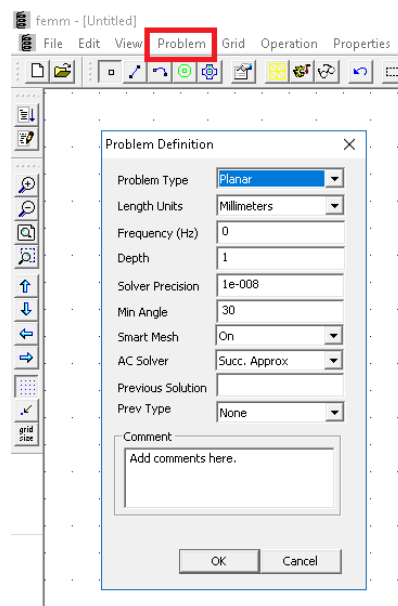 femm - [Untitled]
File Edit View Problem Grid Operation Properties
Problem Definition
Problem Type Planar
Length Units Millimeters
Frequency (Hz) 0
Depth 1
Solver Precision 1e-008
Min Angle 30
Smart Mesh On
AC Solver Succ. Approx
Previous Solution
Prev Type None
Comment
Add comments here.
grid
size
OK Cancel